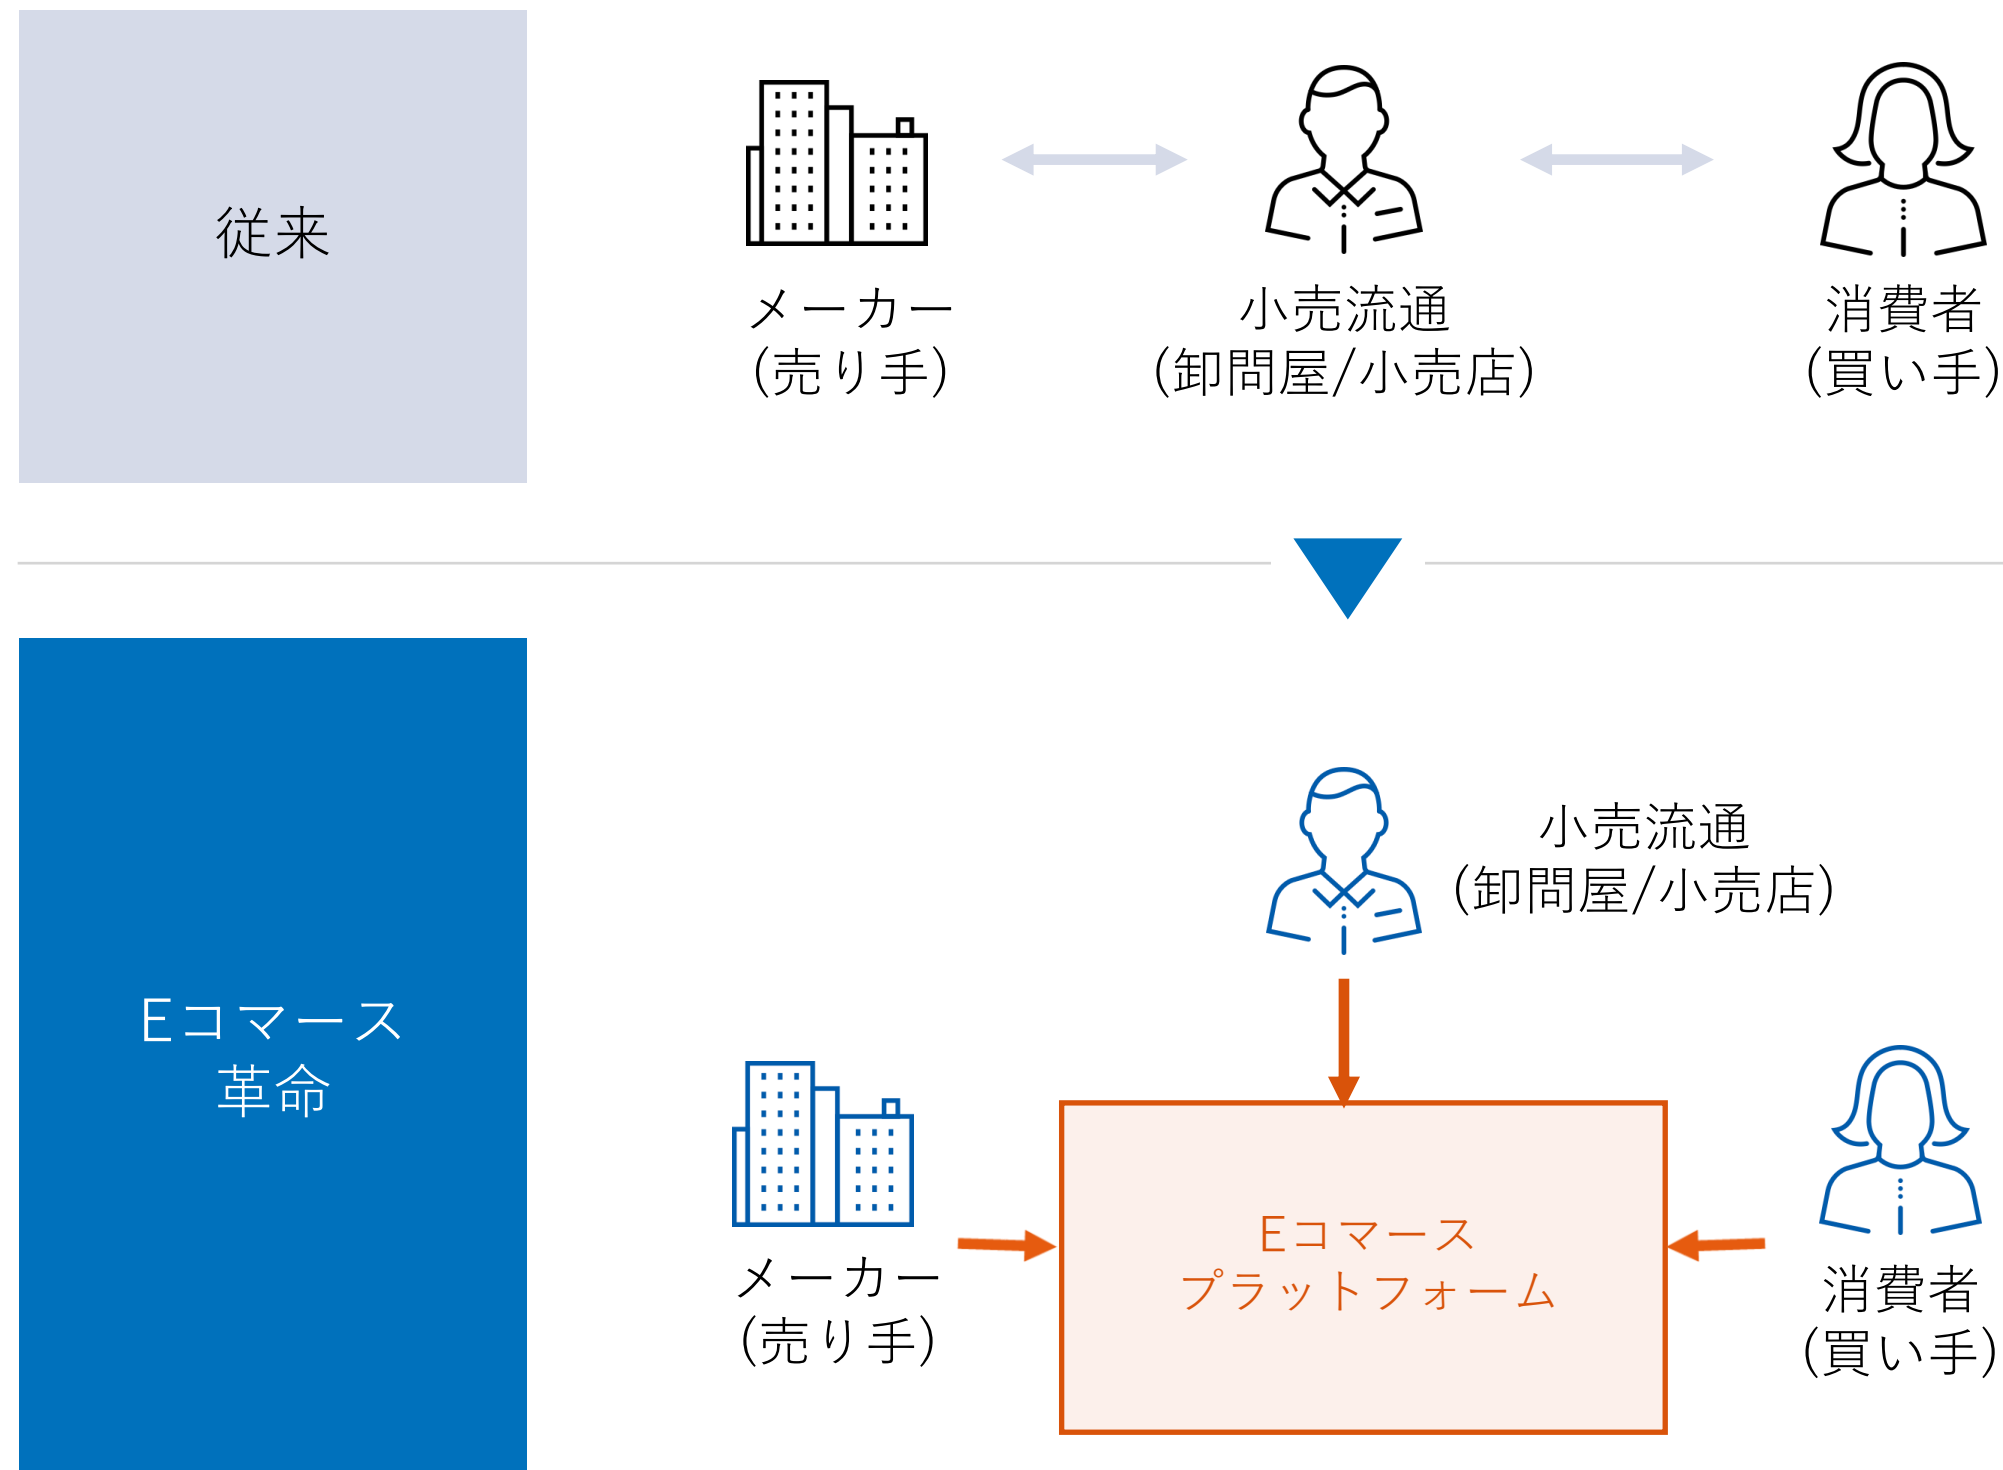 従来
メーカー
(売り手)
小売流通
(卸問屋/小売店)
消費者
(買い手)
Eコマース
革命
小売流通
(卸問屋/小売店)
メーカー
(売り手)
Eコマース
プラットフォーム
消費者
(買い手)